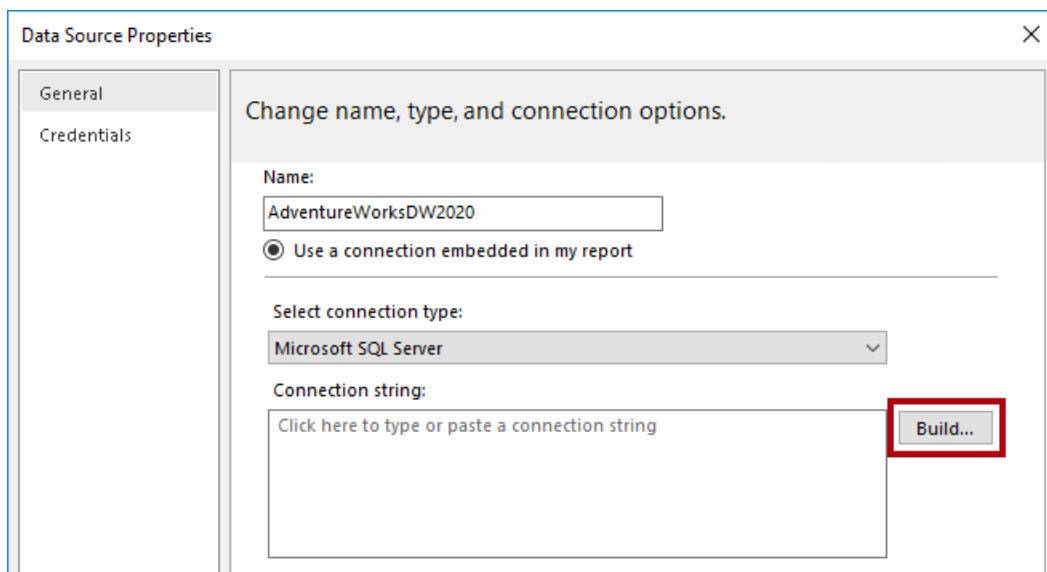 Data Source Properties
General
Credentials
Change name, type, and connection options.
Name:
AdventureWorksDW2020
Use a connection embedded in my report
Select connection type:
Microsoft SQL Server
Connection string:
Click here to type or paste a connection string
Build...